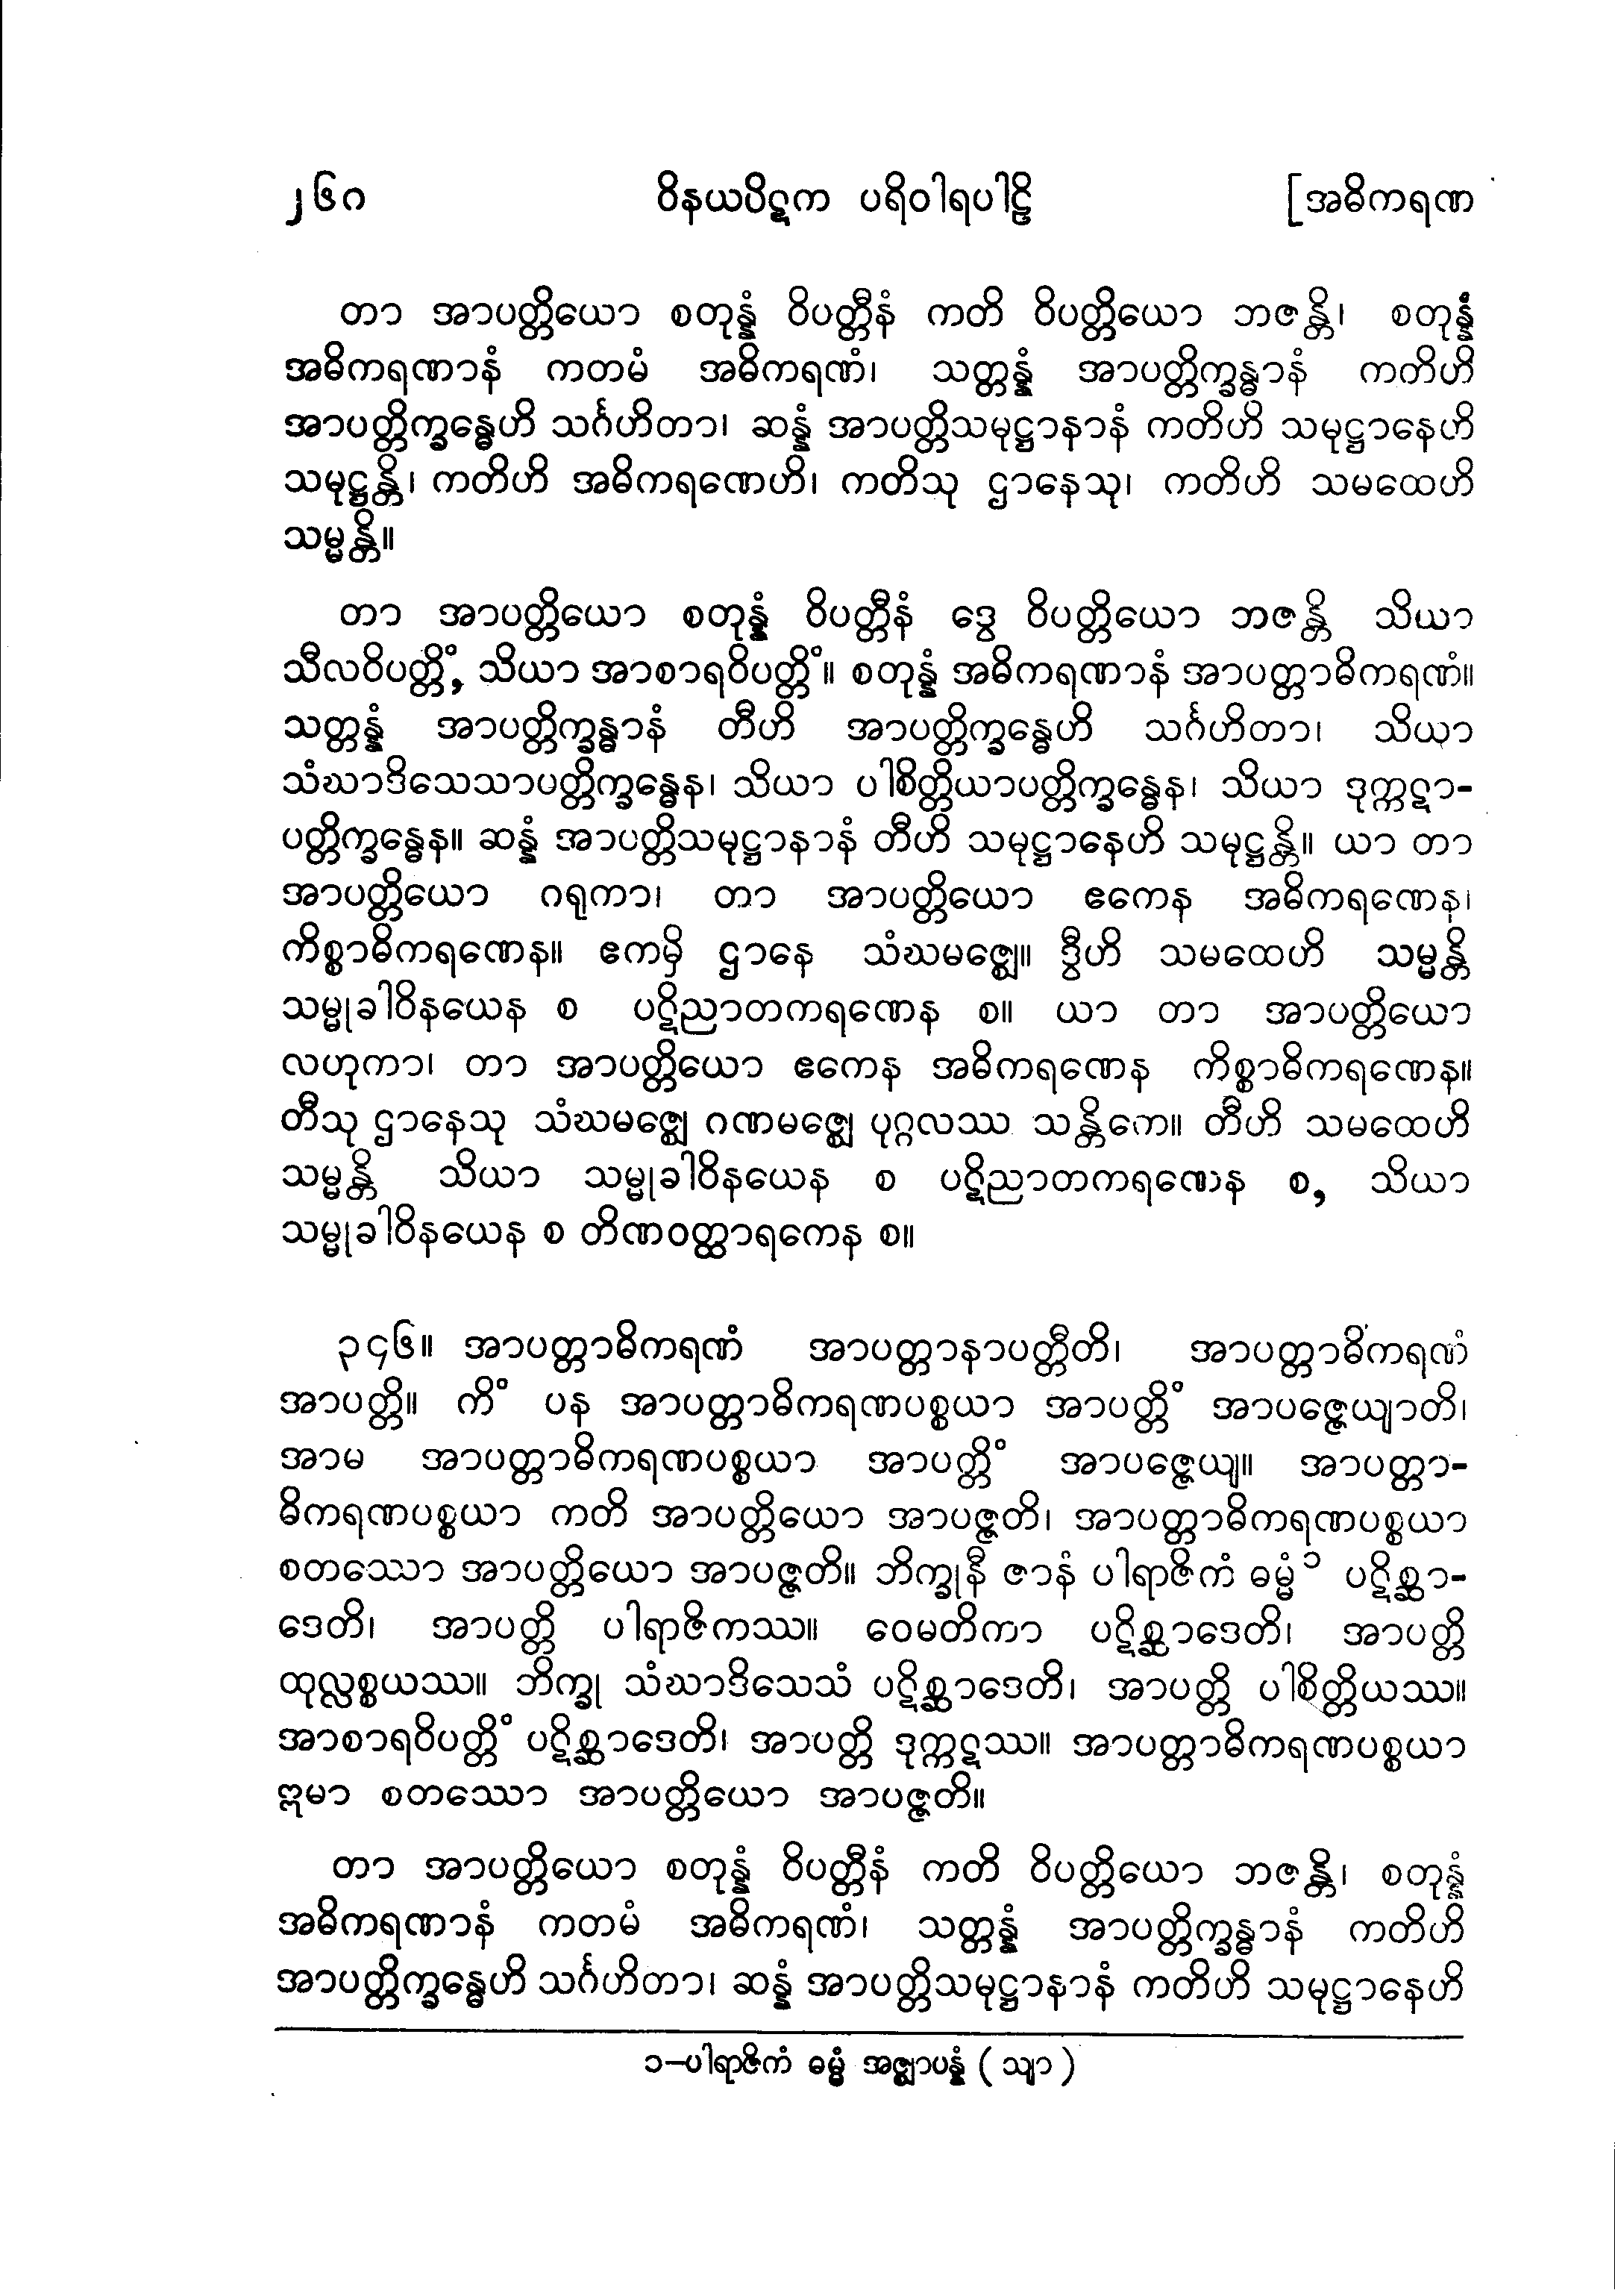 ၂၆၀ ဝိနယပိဋက ပရိဝါရပါဠိ [အဓိကရဏ
တာ အာပတ္တိယော စတုန္နံ ဝိပတ္တီနံ ကတိ ဝိပတ္တိယော ဘဇန္တိ၊ စတုန္နံ
အဓိကရဏာနံ ကတမံ အဓိကရဏံ၊ သတ္တန္နံ အာပတ္တိက္ခန္ဓာနံ ကတိဟိ
အာပတ္တိက္ခန္ဓေဟိ သင်္ဂဟိတာ၊ ဆန္နံ အာပတ္တိသမုဋ္ဌာနာနံ ကတိဟိ သမုဋ္ဌာနေဟိ
သမုဋ္ဌန္တိ၊ ကတိဟိ အဓိကရဏေဟိ၊ ကတိသု ဌာနေသု၊ ကတိဟိ သမထေဟိ
သမ္မန္တိ။
တာ အာပတ္တိယော စတုန္နံ ဝိပတ္တီနံ ဒွေ ဝိပတ္တိယော ဘဇန္တိ သိယာ
သီလဝိပတ္တိံ, သိယာ အာစာရဝိပတ္တိံ။ စတုန္နံ အဓိကရဏာနံ အာပတ္တာဓိကရဏံ။
သတ္တန္နံ အာပတ္တိက္ခန္ဓာနံ တီဟိ အာပတ္တိက္ခန္ဓေဟိ သင်္ဂဟိတာ၊ သိယာ
သံဃာဒိသေသာပတ္တိက္ခန္ဓေန၊ သိယာ ပါစိတ္တိယာပတ္တိက္ခန္ဓေန၊ သိယာ ဒုက္ကဋာ-
ပတ္တိက္ခန္ဓေန။ ဆန္နံ အာပတ္တိသမုဋ္ဌာနာနံ တီဟိ သမုဋ္ဌာနေဟိ သမုဋ္ဌန္တိ။ ယာ တာ
အာပတ္တိယော ဂရုကာ၊ တာ အာပတ္တိယော ဧကေန အဓိကရဏေန၊
ကိစ္စာဓိကရဏေန။ ဧကမှိ ဌာနေ သံဃမဇ္ဈေ။ ဒွီဟိ သမထေဟိ သမ္မန္တိ
သမ္မုခါဝိနယေန စ ပဋိညာတကရဏေန စ။ ယာ တာ အာပတ္တိယော
လဟုကာ၊ တာ အာပတ္တိယော ဧကေန အဓိကရဏေန ကိစ္စာဓိကရဏေန။
တီသု ဌာနေသု သံဃမဇ္ဈေ ဂဏမဇ္ဈေ ပုဂ္ဂလဿ သန္တိကေ။ တီဟိ သမထေဟိ
သမ္မန္တိ သိယာ သမ္မုခါဝိနယေန စ ပဋိညာတကရဏေန စ, သိယာ
သမ္မုခါဝိနယေန စ တိဏဝတ္ထာရကေန စ။
၃၄၆။ အာပတ္တာဓိကရဏံ အာပတ္တာနာပတ္တီတိ၊ အာပတ္တာဓိကရဏံ
အာပတ္တိ။ ကိံ ပန အာပတ္တာဓိကရဏပစ္စယာ အာပတ္တိံ အာပဇ္ဇေယျာတိ၊
အာမ အာပတ္တာဓိကရဏပစ္စယာ အာပတ္တိံ အာပဇ္ဇေယျ။ အာပတ္တာ-
ဓိကရဏပစ္စယာ ကတိ အာပတ္တိယော အာပဇ္ဇတိ၊ အာပတ္တာဓိကရဏပစ္စယာ
စတဿော အာပတ္တိယော အာပဇ္ဇတိ။ ဘိက္ခုနီ ဇာနံ ပါရာဇိကံ ဓမ္မံ ၁ ပဋိစ္ဆာ-
ဒေတိ၊ အာပတ္တိ ပါရာဇိကဿ။ ဝေမတိကာ ပဋိစ္ဆာဒေတိ၊ အာပတ္တိ
ထုလ္လစ္စယဿ။ ဘိက္ခု သံဃာဒိသေသံ ပဋိစ္ဆာဒေတိ၊ အာပတ္တိ ပါစိတ္တိယဿ။
အာစာရဝိပတ္တိံ ပဋိစ္ဆာဒေတိ၊ အာပတ္တိ ဒုက္ကဋဿ။ အာပတ္တာဓိကရဏပစ္စယာ
ဣမာ စတဿော အာပတ္တိယော အာပဇ္ဇတိ။
တာ အာပတ္တိယော စတုန္နံ ဝိပတ္တီနံ ကတိ ဝိပတ္တိယော ဘဇန္တိ၊ စတုန္နံ
အဓိကရဏာနံ ကတမံ အဓိကရဏံ၊ သတ္တန္နံ အာပတ္တိက္ခန္ဓာနံ ကတိဟိ
အာပတ္တိက္ခန္ဓေဟိ သင်္ဂဟိတာ၊ ဆန္နံ အာပတ္တိသမုဋ္ဌာနာနံ ကတိဟိ သမုဋ္ဌာနေဟိ
၁-ပါရာဇိကံ ဓမ္မံ အဇ္ဈာပန္နံ (သျာ)